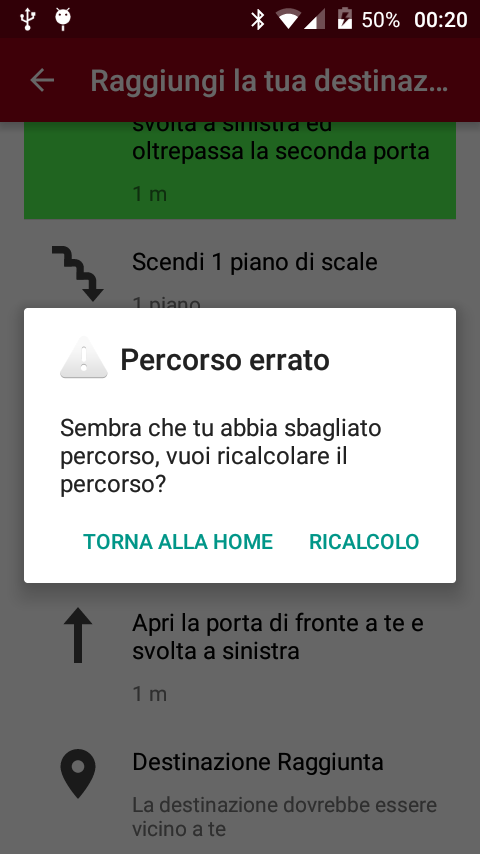 50% 00:20
Raggiungi la tua destinaz...
svolta a sinistra ed
oltrepassa la seconda porta
1 m
Scendi 1 piano di scale
1 piano
Percorso errato
Sembra che tu abbia sbagliato
percorso, vuoi ricalcolare il
percorso?
TORNA ALLA HOME RICALCOLO
Apri la porta di fronte a te e
svolta a sinistra
1 m
Destinazione Raggiunta
La destinazione dovrebbe essere
vicino a te